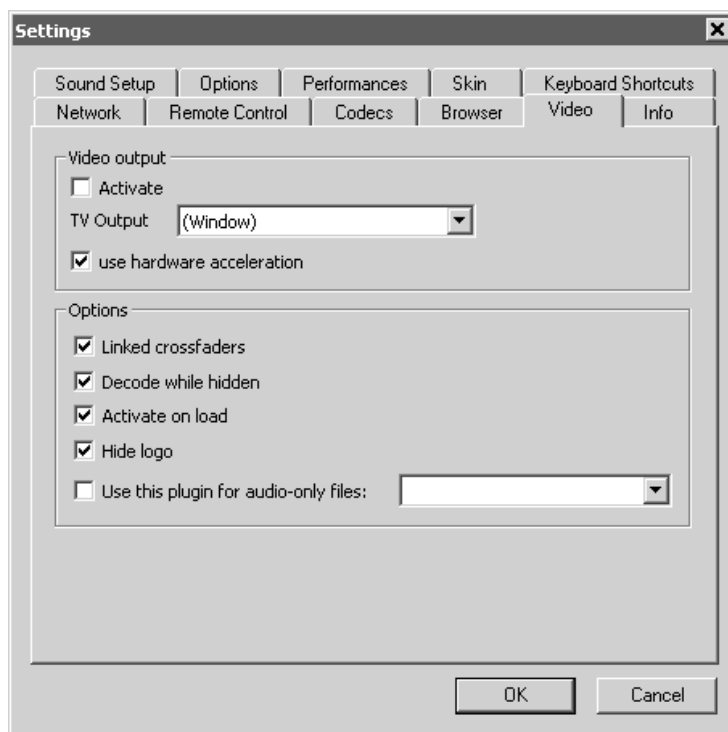 Settings
Sound Setup Options Performances Skin Keyboard Shortcuts
Network Remote Control Codecs Browser Video Info
Video output
Activate
TV Output (Window)
use hardware acceleration
Options
Linked crossfaders
Decode while hidden
Activate on load
Hide logo
Use this plugin for audio-only files:
OK Cancel